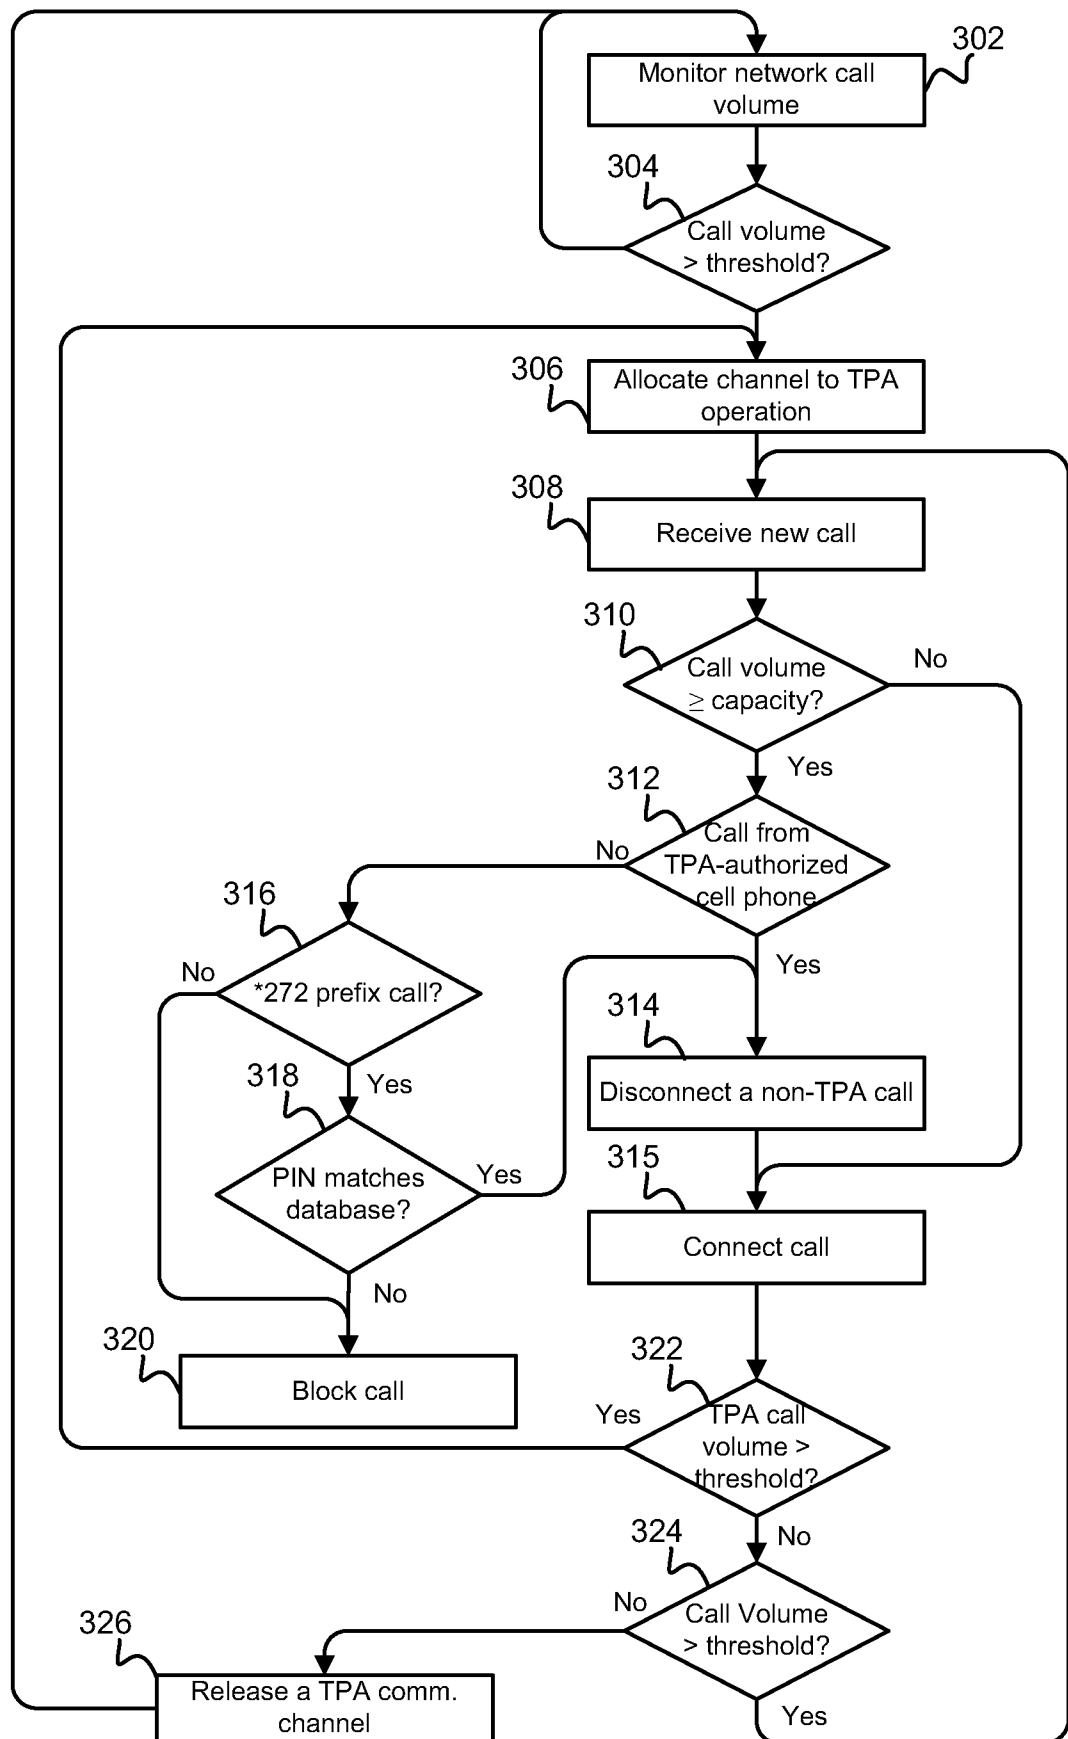 302
Monitor network call
volume
304
Call volume
> threshold?
306
Allocate channel to TPA
operation
308
Receive new call
310
Call volume
≥ capacity?
No
Yes
312
Call from
TPA-authorized
cell phone
No
Yes
316
*272 prefix call?
No
Yes
314
Disconnect a non-TPA call
318
PIN matches
database?
Yes
No
315
Connect call
320
Block call
322
TPA call
volume >
threshold?
Yes
No
324
Call Volume
> threshold?
No
Yes
326
Release a TPA comm.
channel